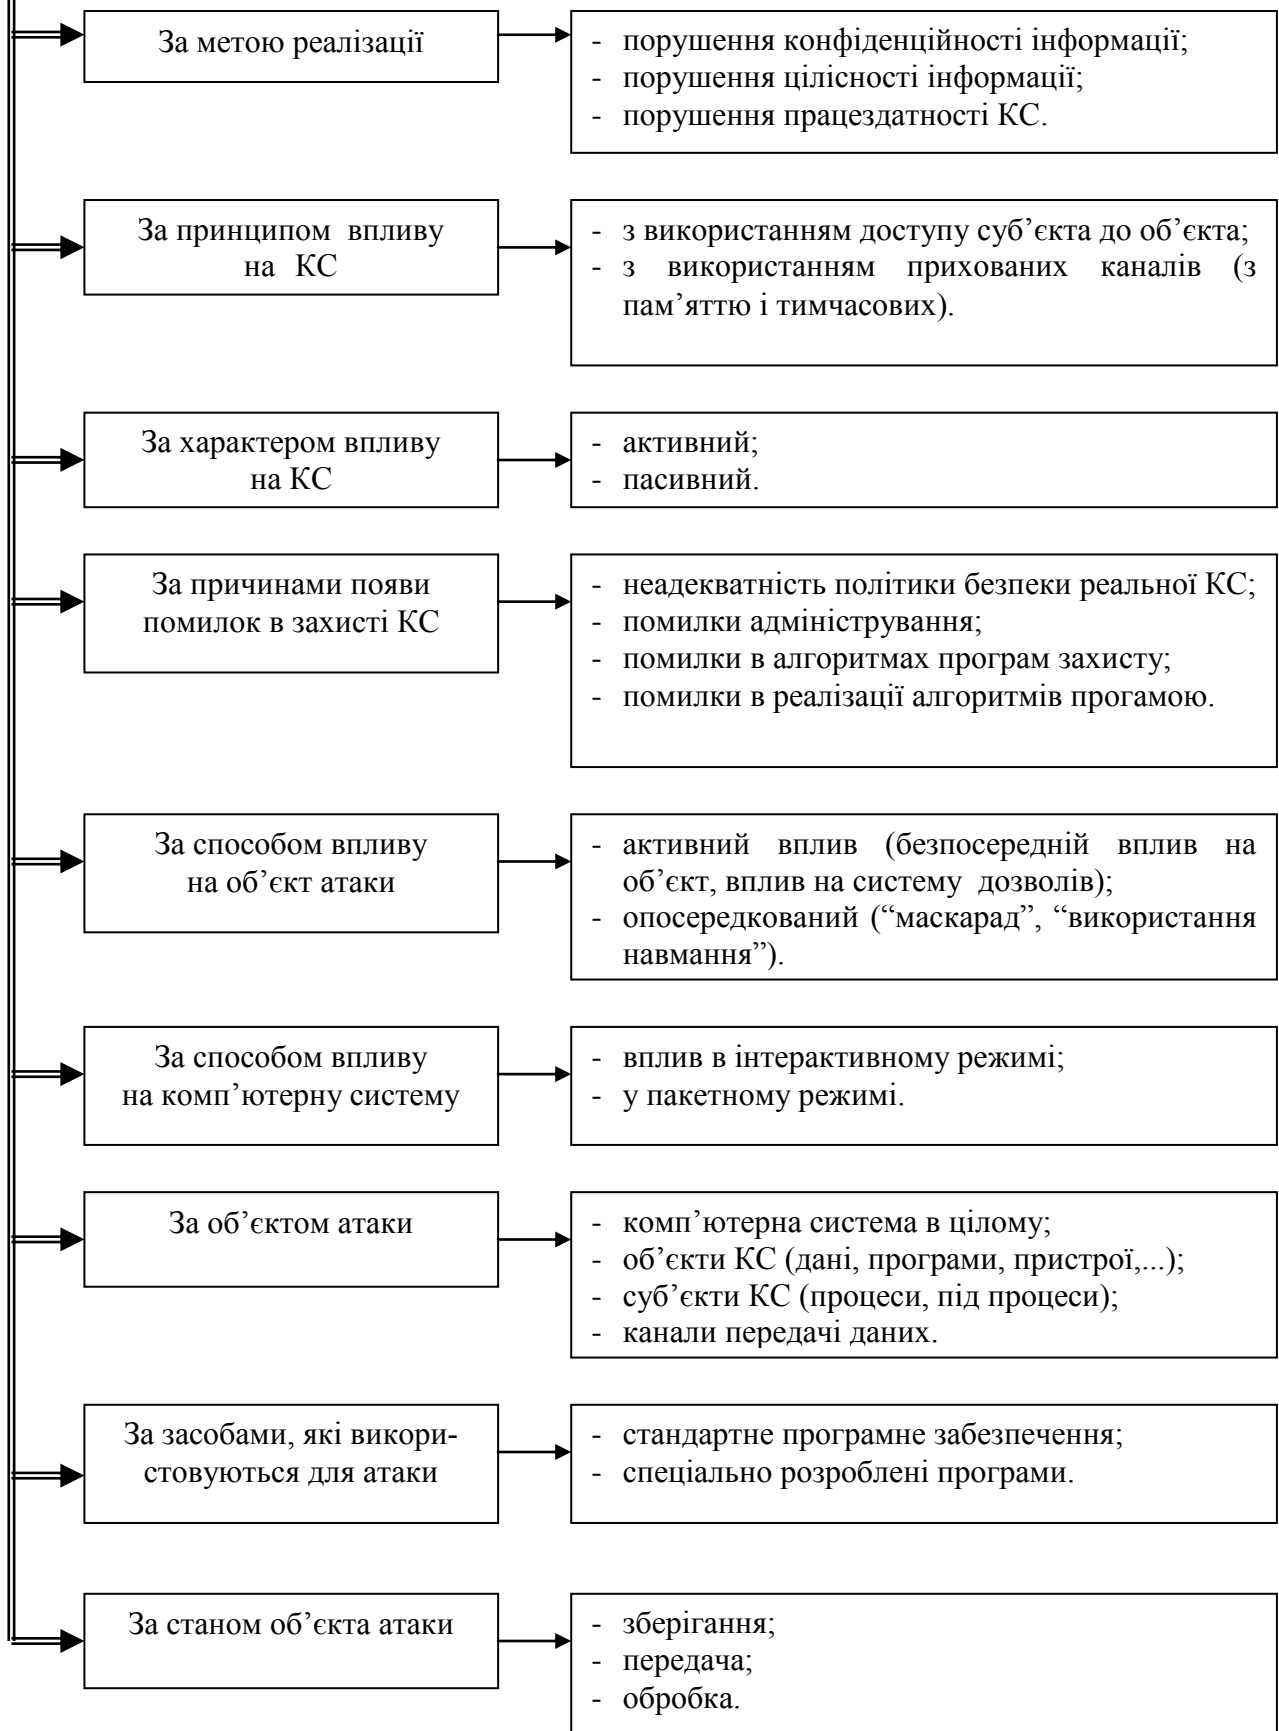 За метою реалізації
- порушення конфіденційності інформації;
- порушення цілісності інформації;
- порушення працездатності КС.
За принципом впливу
на КС
- з використанням доступу суб’єкта до об’єкта;
- з використанням прихованих каналів (з
пам’яттю і тимчасових).
За характером впливу
на КС
- активний;
- пасивний.
За причинами появи
помилок в захисті КС
- неадекватність політики безпеки реальної КС;
- помилки адміністрування;
- помилки в алгоритмах програм захисту;
- помилки в реалізації алгоритмів прогамою.
За способом впливу
на об’єкт атаки
- активний вплив (безпосередній вплив на
об’єкт, вплив на систему дозволів);
- опосередкований (“маскарад”, “використання
навмання”).
За способом впливу
на комп’ютерну систему
- вплив в інтерактивному режимі;
- у пакетному режимі.
За об’єктом атаки
- комп’ютерна система в цілому;
- об’єкти КС (дані, програми, пристрої,...);
- суб’єкти КС (процеси, під процеси);
- канали передачі даних.
За засобами, які викори-
стовуються для атаки
- стандартне програмне забезпечення;
- спеціально розроблені програми.
За станом об’єкта атаки
- зберігання;
- передача;
- обробка.